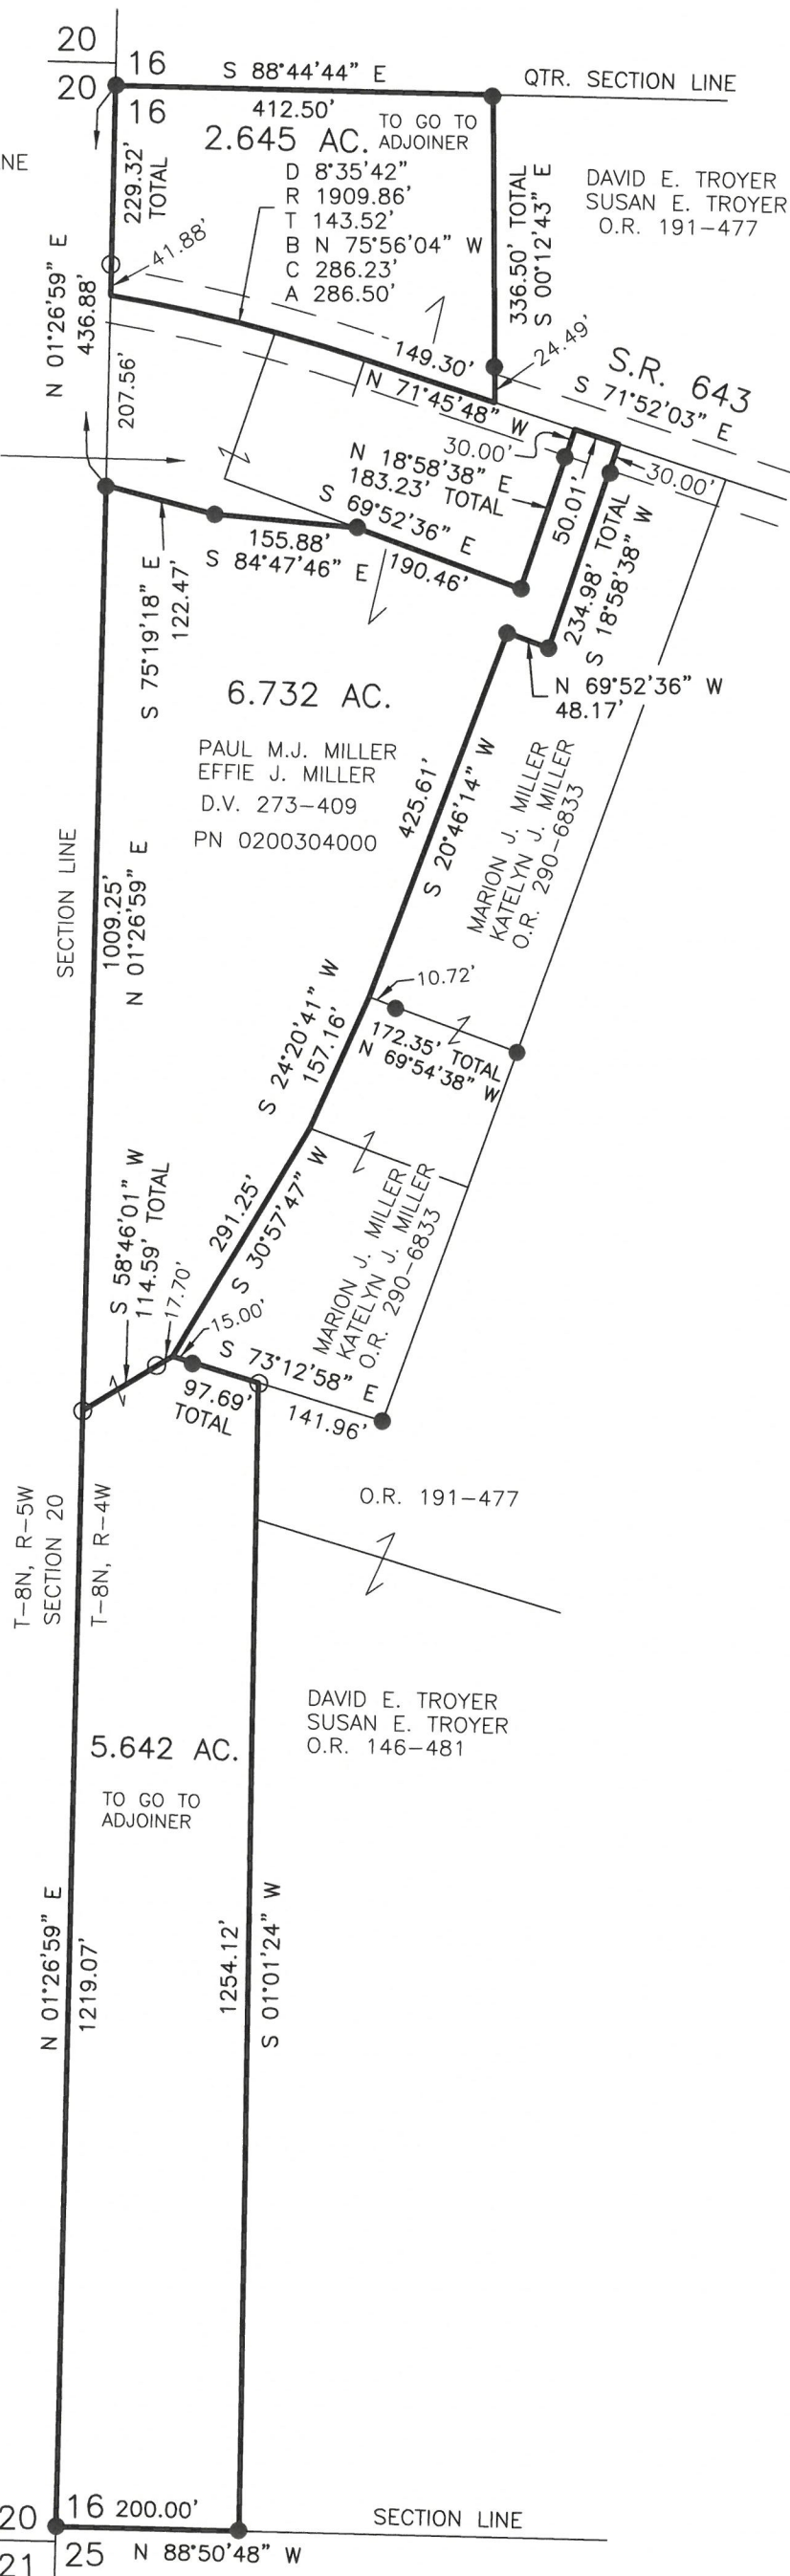 20
16
S 88°44'44" E
QTR. SECTION LINE
20
16
412.50'
TO GO TO
ADJOINER
2.645 AC.
NE
229.32'
TOTAL
D 8°35'42"
R 1909.86'
T 143.52'
B N 75°56'04" W
C 286.23'
A 286.50'
336.50' TOTAL
S 00°12'43" E
DAVID E. TROYER
SUSAN E. TROYER
O.R. 191-477
41.88'
N 01°26'59" E
436.88'
207.56'
149.30'
N 71°45'48" W
24.49'
S.R. 643
S 71°52'03" E
30.00'
N 18°58'38" E
183.23' TOTAL
50.01'
30.00'
S 69°52'36" E
190.46'
234.98' TOTAL
S 18°58'38" W
155.88'
S 84°47'46" E
S 75°19'18" E
122.47'
N 69°52'36" W
48.17'
6.732 AC.
PAUL M.J. MILLER
EFFIE J. MILLER
D.V. 273-409
PN 0200304000
425.61'
S 20°46'14" W
MARION J. MILLER
KATELYN J. MILLER
O.R. 290-6833
SECTION LINE
1009.25'
N 01°26'59" E
10.72'
172.35' TOTAL
N 69°54'38" W
S 24°20'41" W
157.16'
S 58°46'01" W
114.59' TOTAL
17.70'
291.25'
S 30°57'47" W
MARION J. MILLER
KATELYN J. MILLER
O.R. 290-6833
15.00'
S 73°12'58" E
97.69'
TOTAL
141.96'
O.R. 191-477
T-8N, R-5W
SECTION 20
T-8N, R-4W
DAVID E. TROYER
SUSAN E. TROYER
O.R. 146-481
5.642 AC.
TO GO TO
ADJOINER
N 01°26'59" E
1219.07'
1254.12'
S 01°01'24" W
20
16
200.00'
SECTION LINE
21
25
N 88°50'48" W